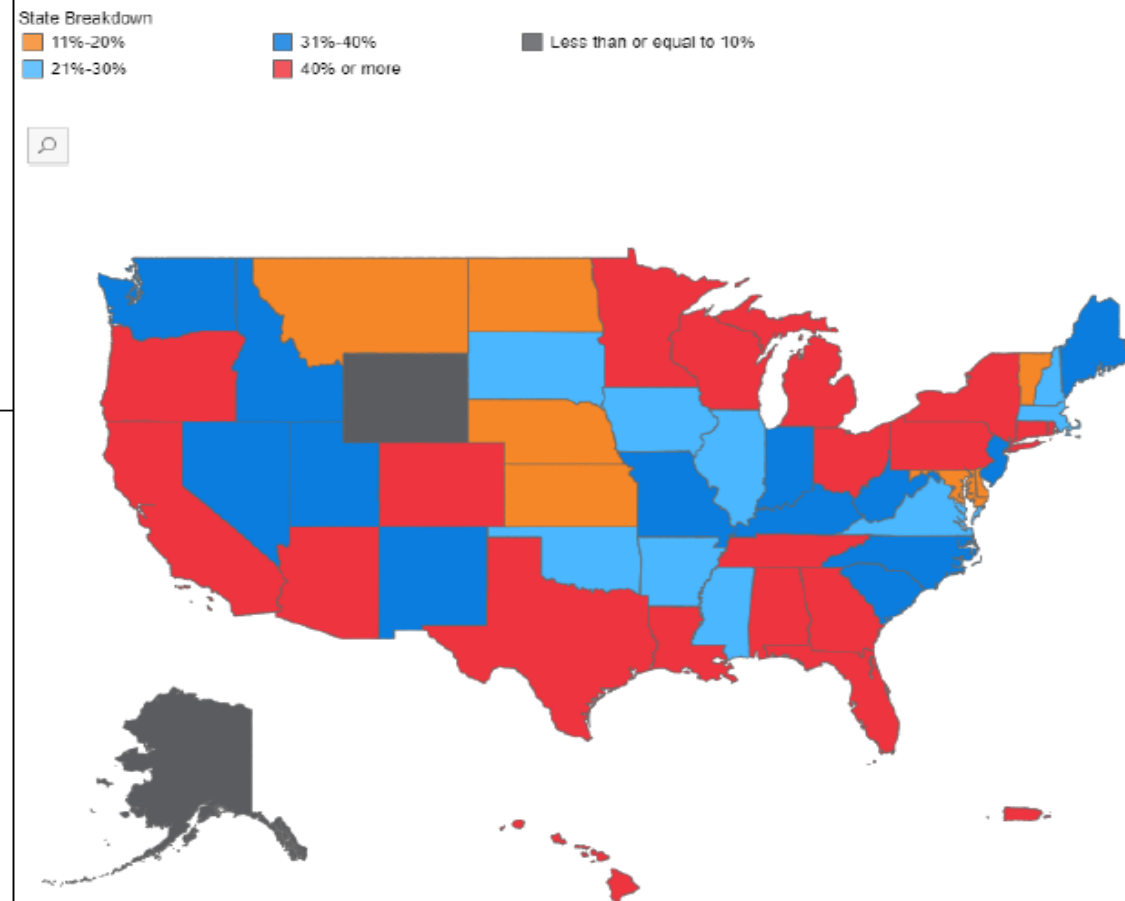 State Breakdown
11%-20%
31%-40%
Less than or equal to 10%
21%-30%
40% or more